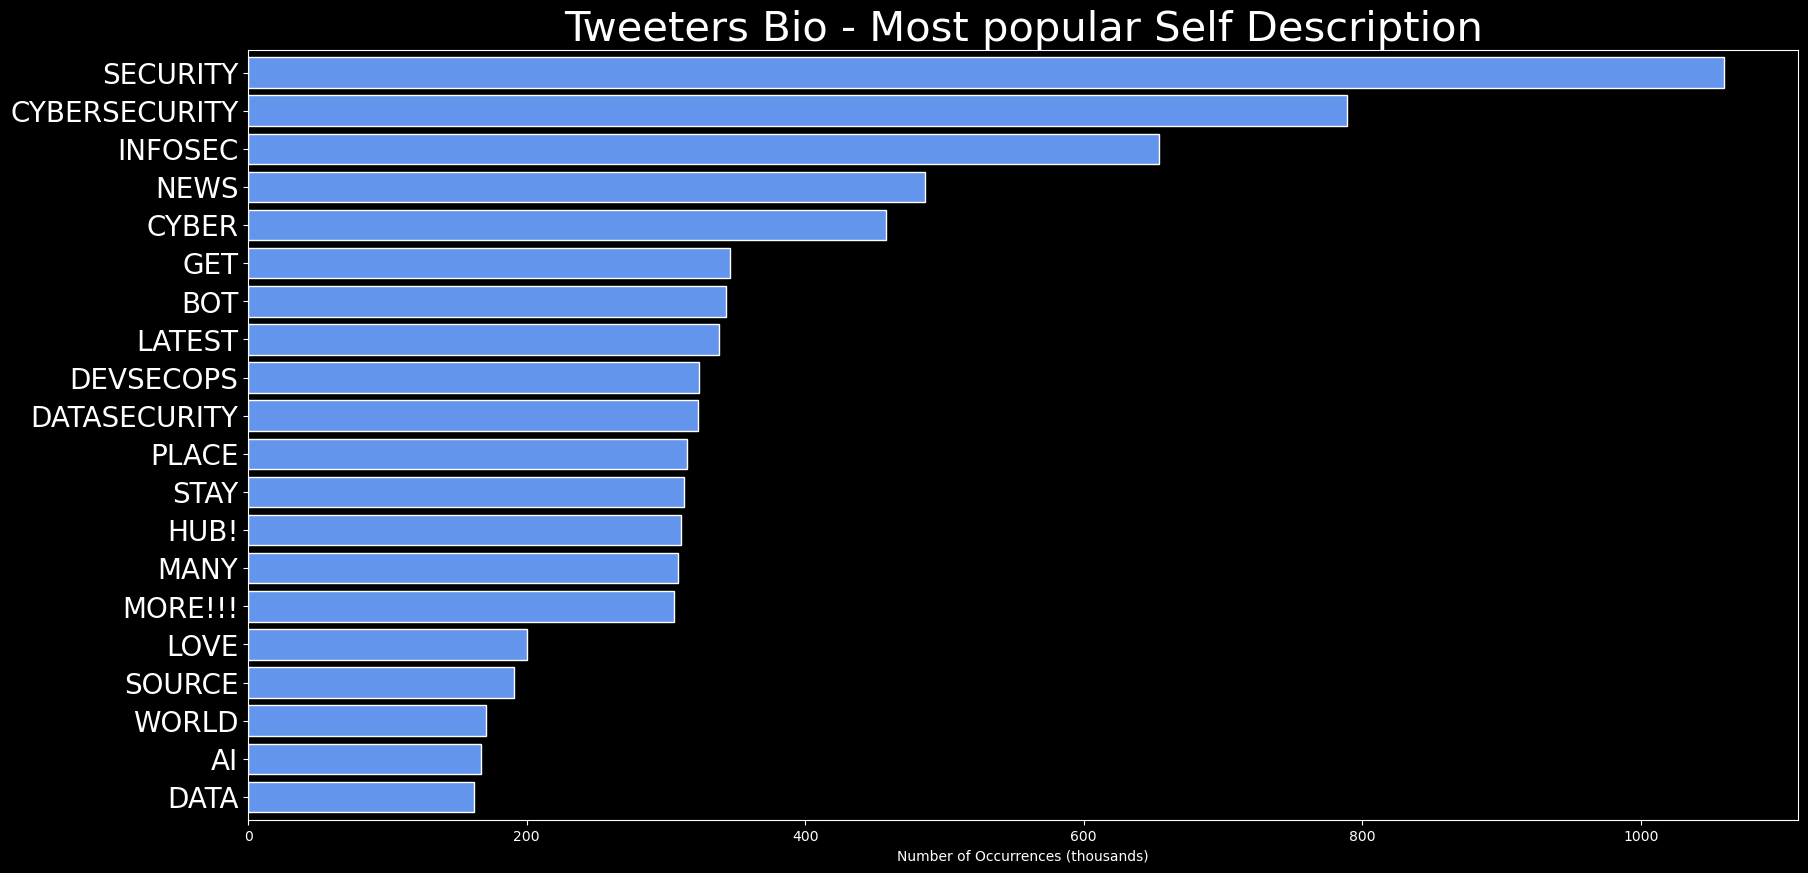 Tweeters Bio - Most popular Self Description
SECURITY
CYBERSECURITY
INFOSEC
NEWS
CYBER
GET
BOT
LATEST
DEVSECOPS
DATASECURITY
PLACE
STAY
HUB!
MANY
MORE!!!
LOVE
SOURCE
WORLD
AI
DATA
0 200 400 600 800 1000
Number of Occurrences (thousands)